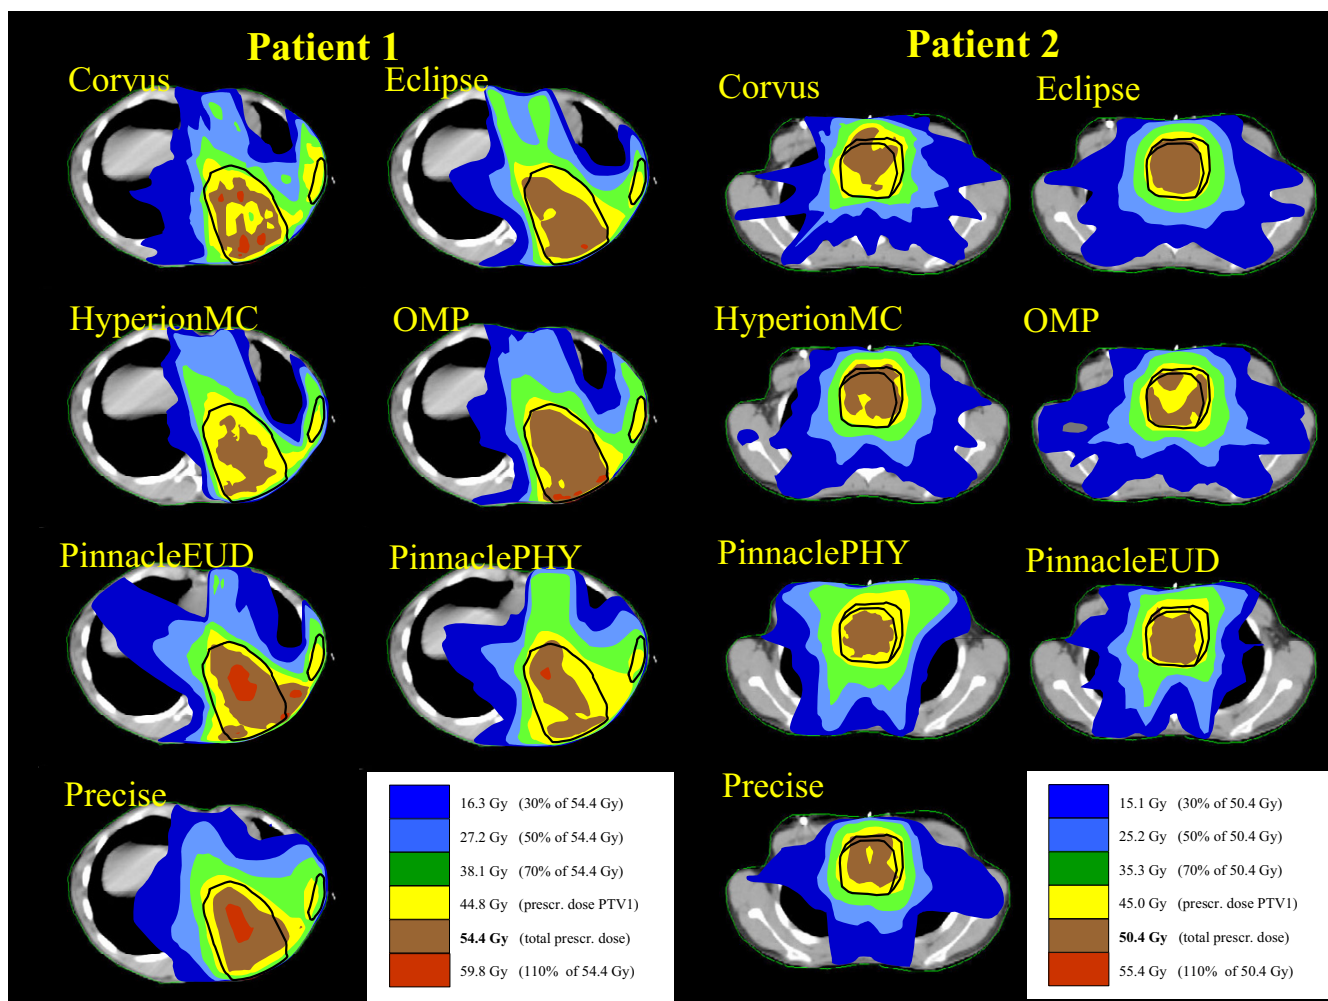 Patient 1
Patient 2
Corvus
Eclipse
Corvus
Eclipse
HyperionMC
OMP
HyperionMC
OMP
PinnacleEUD
PinnaclePHY
PinnaclePHY
PinnacleEUD
Precise
Precise
16.3 Gy (30% of 54.4 Gy)
27.2 Gy (50% of 54.4 Gy)
38.1 Gy (70% of 54.4 Gy)
44.8 Gy (prescr. dose PTV1)
54.4 Gy (total prescr. dose)
59.8 Gy (110% of 54.4 Gy)
15.1 Gy (30% of 50.4 Gy)
25.2 Gy (50% of 50.4 Gy)
35.3 Gy (70% of 50.4 Gy)
45.0 Gy (prescr. dose PTV1)
50.4 Gy (total prescr. dose)
55.4 Gy (110% of 50.4 Gy)